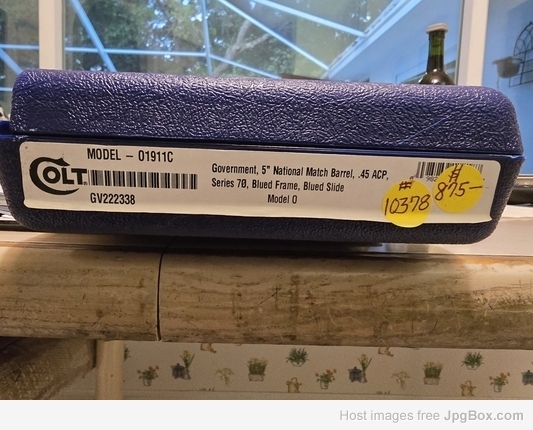 MODEL - 01911C
COLT
GV222338
Government, 5" National Match Barrel, .45 ACP,
Series 70, Blued Frame, Blued Slide
Model O
#
10378
#
875-
Host images free JpgBox.com